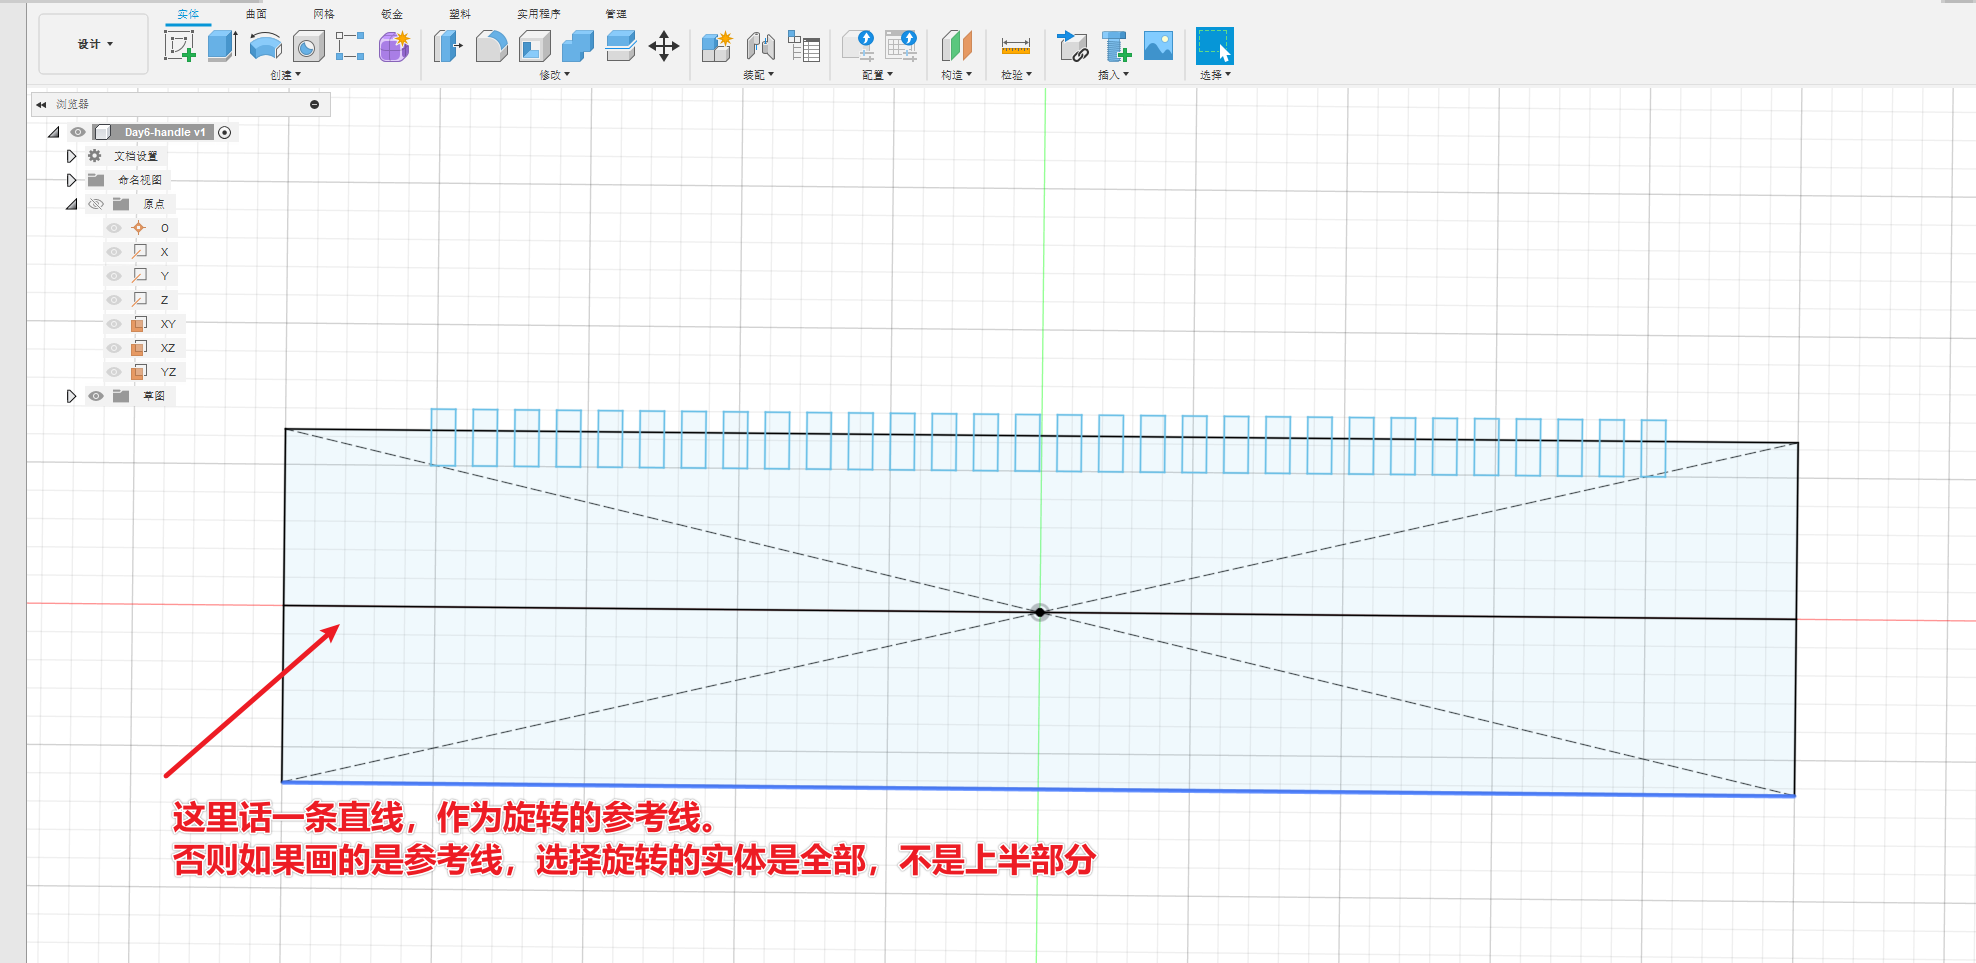 实体 曲面 网格 钣金 塑料 实用程序 管理
设计
创建 修改 装配 配置 构造 检验 插入 选择
浏览器
Day6-handle v1
文档设置
命名视图
原点
O
X
Y
Z
XY
XZ
YZ
草图
这里话一条直线，作为旋转的参考线。
否则如果画的是参考线，选择旋转的实体是全部，不是上半部分